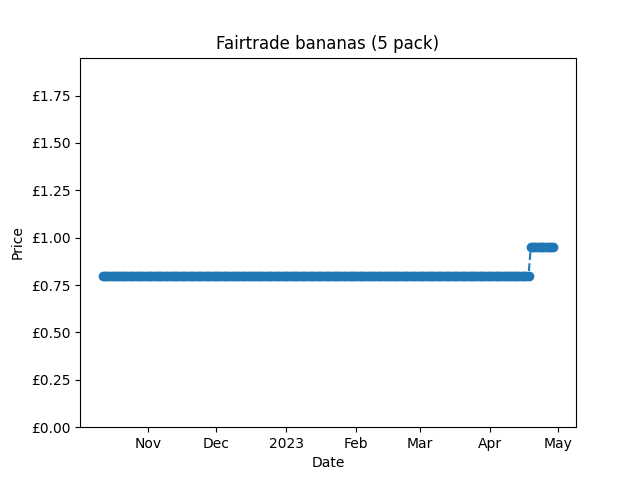 Fairtrade bananas (5 pack)
£1.75
£1.50
£1.25
£1.00
£0.75
£0.50
£0.25
£0.00
Price
Nov Dec 2023 Feb Mar Apr May
Date